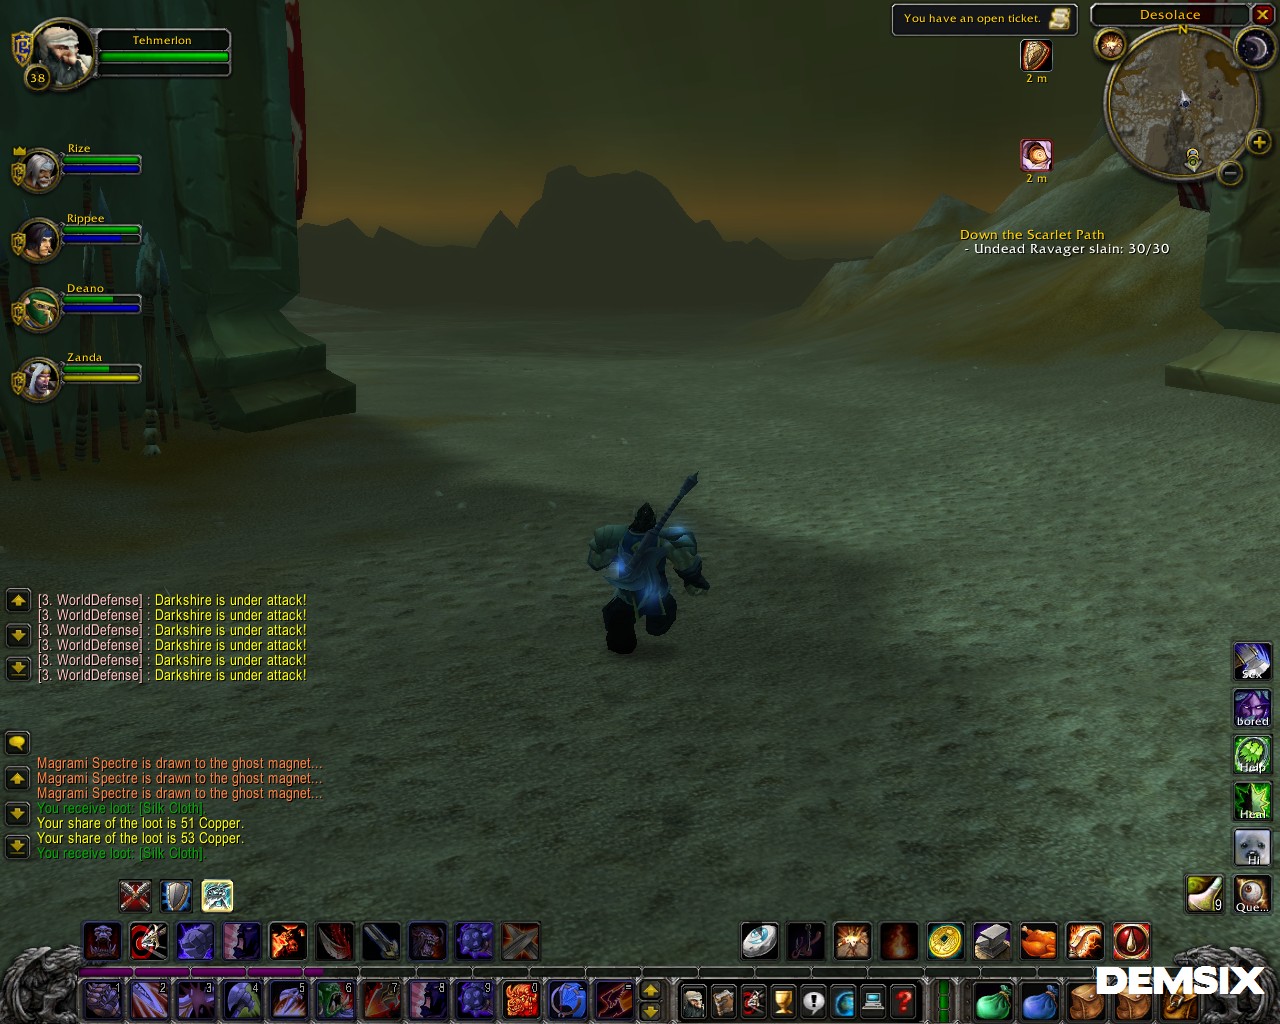 You have an open ticket.
Desolace
N
Tehmerlon
38
2 m
Rize
2 m
Rippee
Down the Scarlet Path
- Undead Ravager slain: 30/30
Deano
Zanda
[3. WorldDefense] : Darkshire is under attack!
[3. WorldDefense] : Darkshire is under attack!
[3. WorldDefense] : Darkshire is under attack!
[3. WorldDefense] : Darkshire is under attack!
[3. WorldDefense] : Darkshire is under attack!
[3. WorldDefense] : Darkshire is under attack!
Sex
bored
Help
Heal
Hi
Magrami Spectre is drawn to the ghost magnet...
Magrami Spectre is drawn to the ghost magnet...
Magrami Spectre is drawn to the ghost magnet...
You receive loot: [Silk Cloth].
Your share of the loot is 51 Copper.
Your share of the loot is 53 Copper.
You receive loot: [Silk Cloth].
9
Que...
-1 2 3 4 5 6 7 -8 9 0 - =
DEMSIX